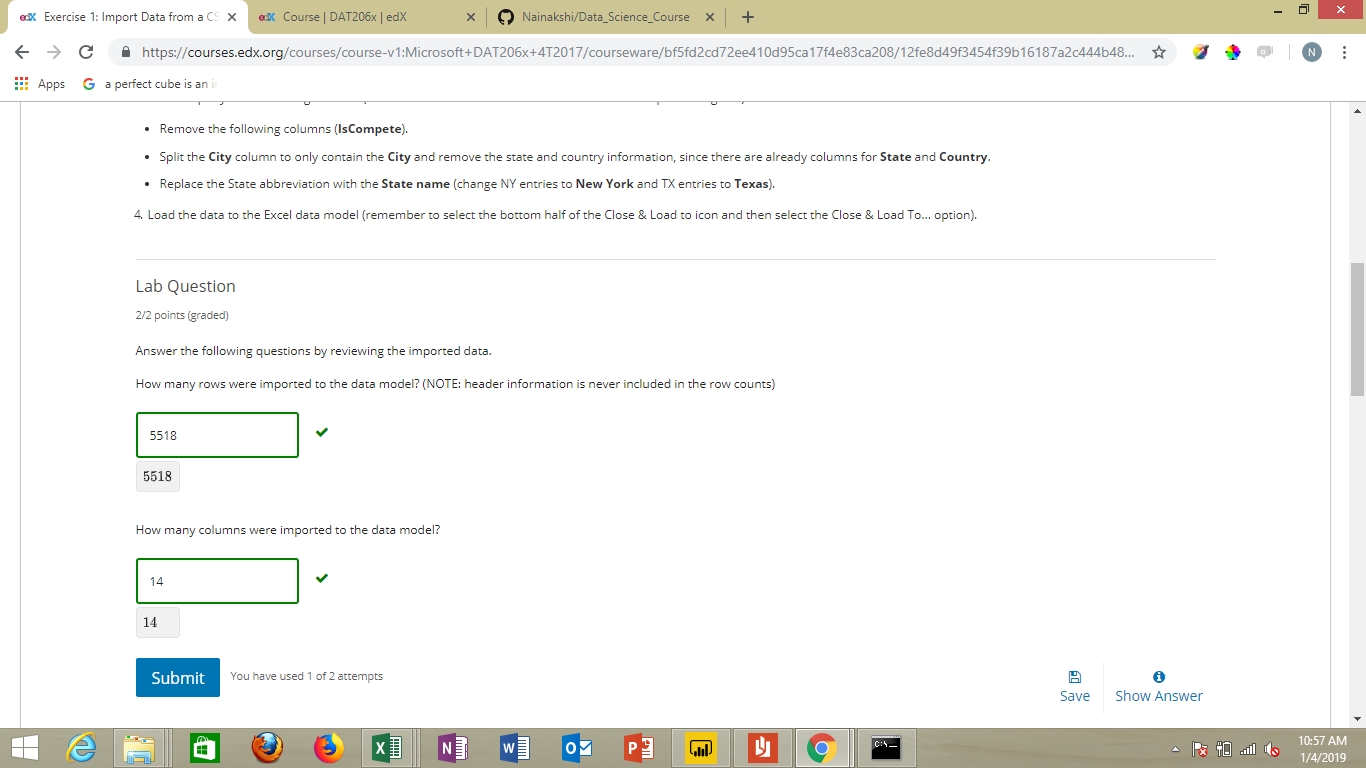 Exercise 1: Import Data from a CS
Course | DAT206x | edX
Nainakshi/Data_Science_Course
https://courses.edx.org/courses/course-v1:Microsoft+DAT206x+4T2017/courseware/bf5fd2cd72ee410d95ca17f4e83ca208/12fe8d49f3454f39b16187a2c444b48...
N
Apps
a perfect cube is an i
• Remove the following columns (IsCompete).
• Split the City column to only contain the City and remove the state and country information, since there are already columns for State and Country.
• Replace the State abbreviation with the State name (change NY entries to New York and TX entries to Texas).
4. Load the data to the Excel data model (remember to select the bottom half of the Close & Load to icon and then select the Close & Load To... option).
Lab Question
2/2 points (graded)
Answer the following questions by reviewing the imported data.
How many rows were imported to the data model? (NOTE: header information is never included in the row counts)
5518
5518
How many columns were imported to the data model?
14
14
Submit
You have used 1 of 2 attempts
Save
Show Answer
10:57 AM
1/4/2019